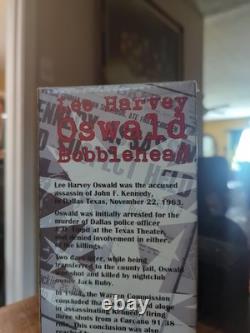 Lee Harvey
Oswald
Bobblehead
Lee Harvey Oswald was the accused
assassin of John F. Kennedy,
in Dallas Texas, November 22, 1963.
Oswald was initially arrested for the
murder of Dallas police officer
J.D. Tippit at the Texas Theater,
and denied involvement in either
of the killings.
Two days later, while being
transferred to the county jail, Oswald
was shot and killed by nightclub
owner Jack Ruby.
In 1964, the Warren Commission
concluded that Oswald acted alone
in assassinating Kennedy, firing
three shots from a Carcano 91/38
rifle. This conclusion was also
ebay